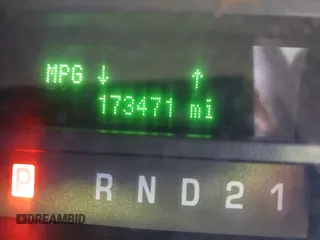 MPG ↓ ↑
173471 mi
P R N D 2 1
DREAMBID